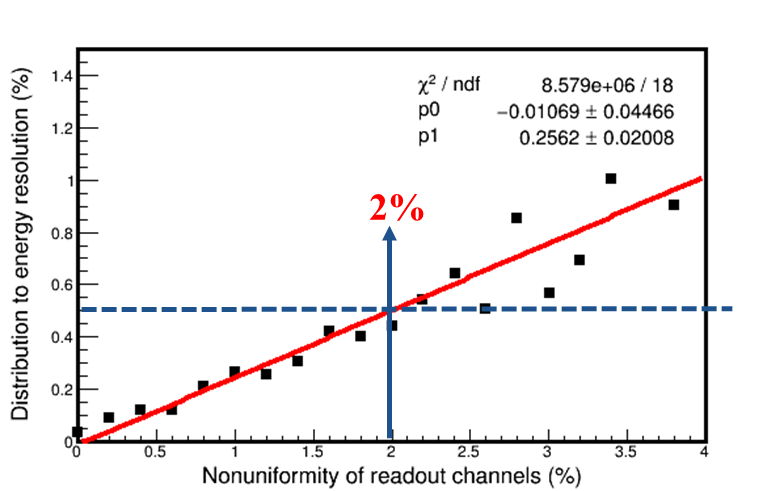 χ² / ndf 8.579e+06 / 18
p0 −0.01069 ± 0.04466
p1 0.2562 ± 0.02008
2%
Distribution to energy resolution (%)
1.4
1.2
1
0.8
0.6
0.4
0.2
0
0 0.5 1 1.5 2 2.5 3 3.5 4
Nonuniformity of readout channels (%)